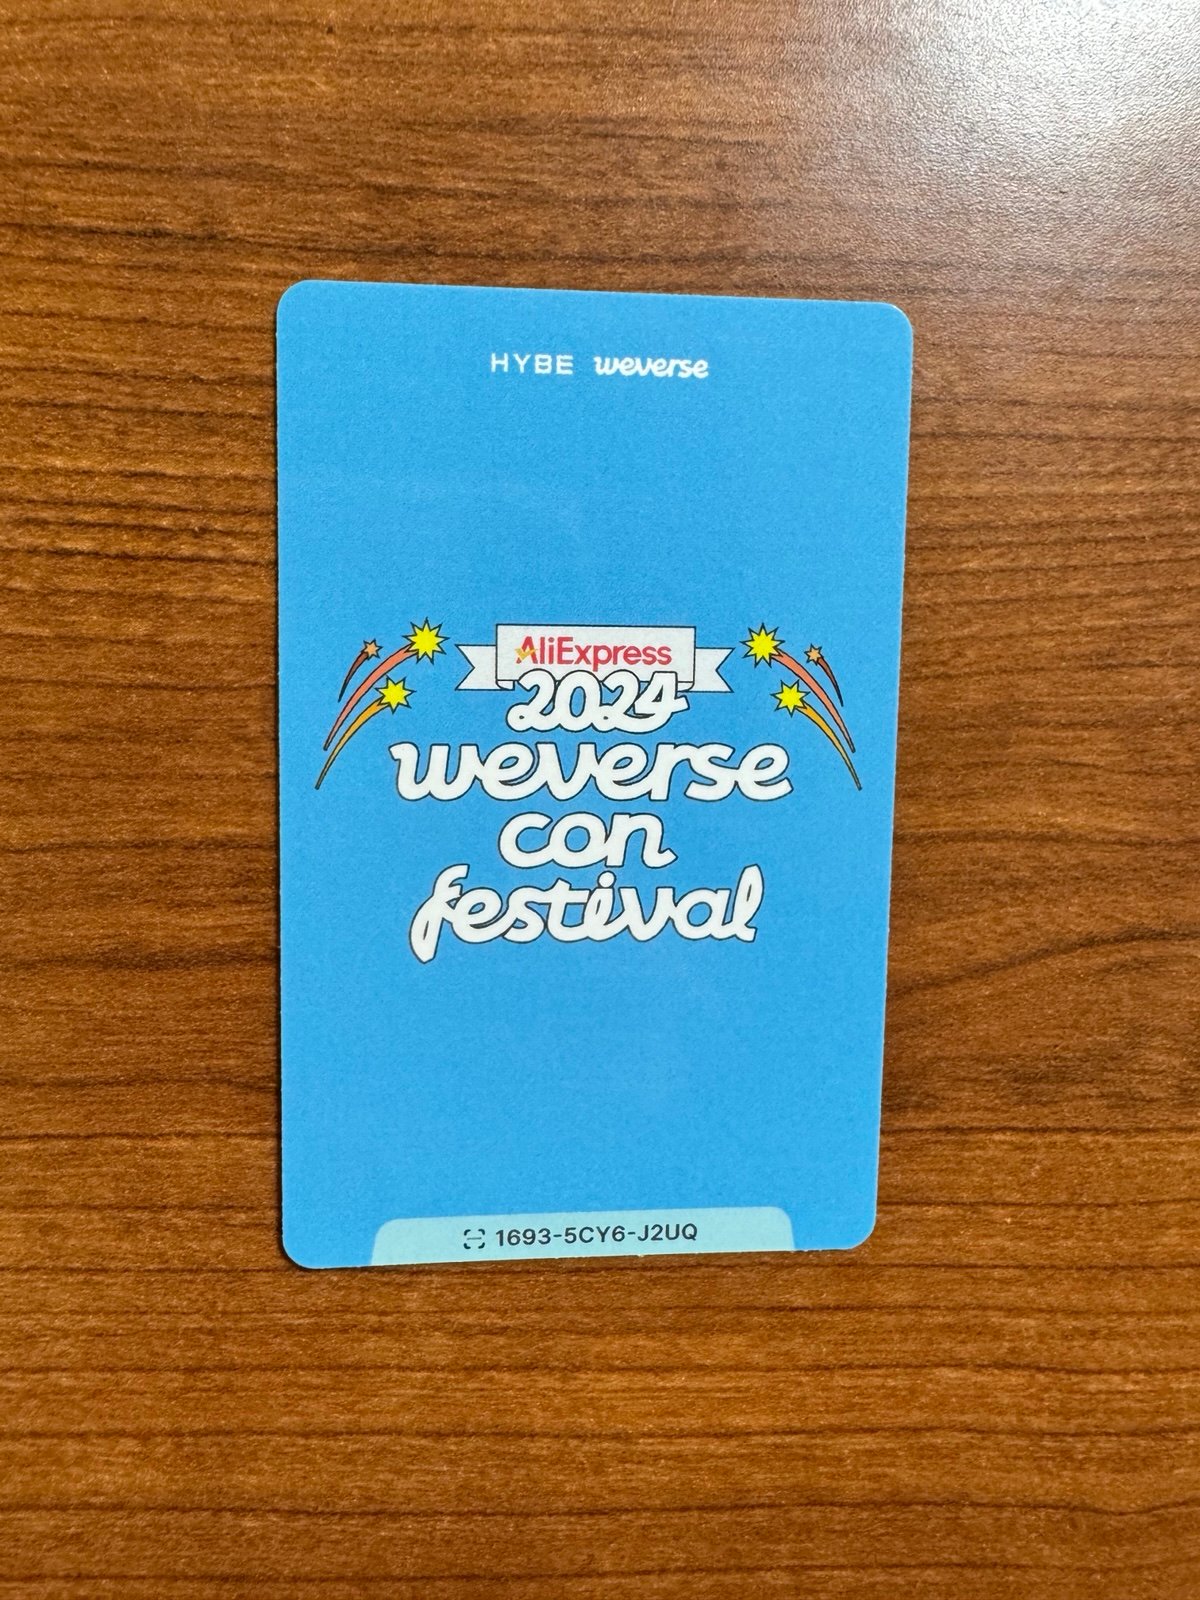 HYBE weverse
AliExpress
2024
weverse
con
festival
1693-5CY6-J2UQ